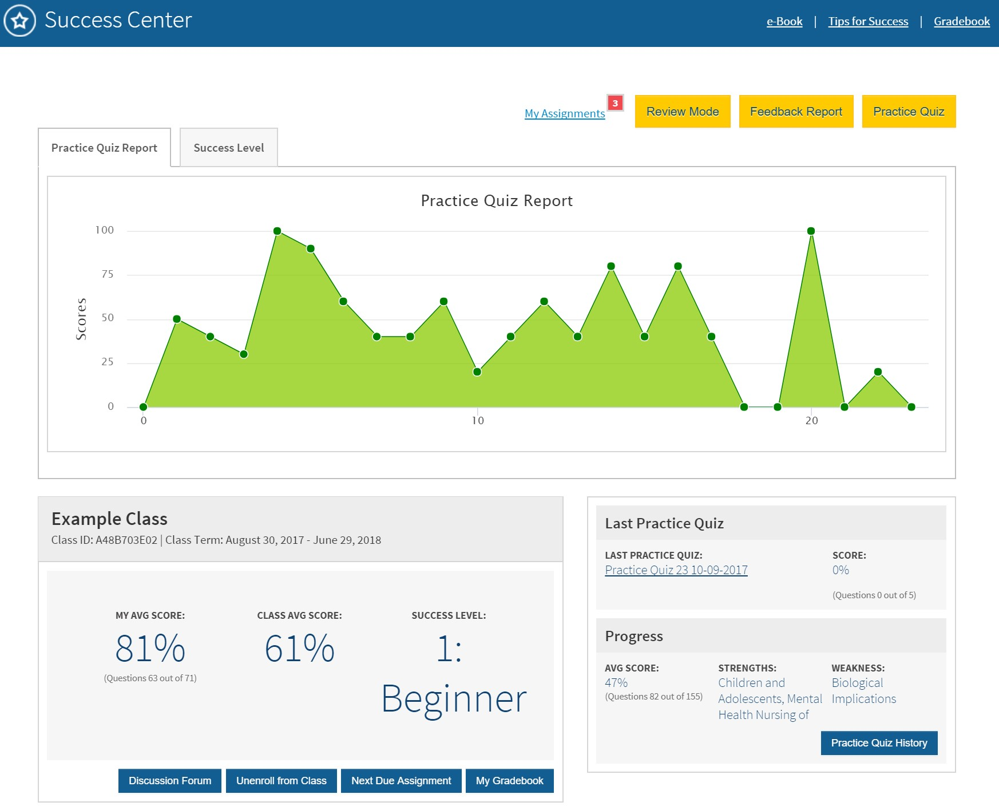 Success Center
e-Book | Tips for Success | Gradebook
My Assignments 3
Review Mode
Feedback Report
Practice Quiz
Practice Quiz Report
Success Level
Practice Quiz Report
Scores
100
75
50
25
0
0 10 20
Example Class
Class ID: A48B703E02 | Class Term: August 30, 2017 - June 29, 2018
MY AVG SCORE:
81%
(Questions 63 out of 71)
CLASS AVG SCORE:
61%
SUCCESS LEVEL:
1:
Beginner
Discussion Forum
Unenroll from Class
Next Due Assignment
My Gradebook
Last Practice Quiz
LAST PRACTICE QUIZ:
Practice Quiz 23 10-09-2017
SCORE:
0%
(Questions 0 out of 5)
Progress
AVG SCORE:
47%
(Questions 82 out of 155)
STRENGTHS:
Children and
Adolescents, Mental
Health Nursing of
WEAKNESS:
Biological
Implications
Practice Quiz History